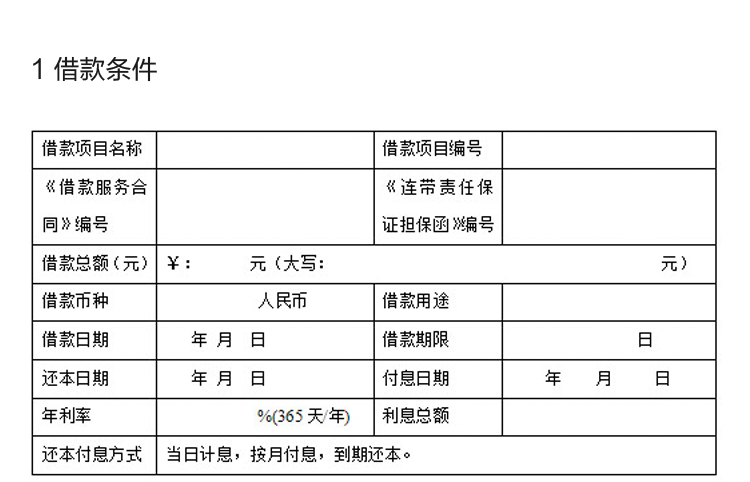 1 借款条件
借款项目名称 借款项目编号
《借款服务合 《连带责任保
同》编号 证担保函》编号
借款总额（元） ￥： 元（大写： 元）
借款币种 人民币 借款用途
借款日期 年 月 日 借款期限 日
还本日期 年 月 日 付息日期 年 月 日
年利率 %(365 天/年) 利息总额
还本付息方式 当日计息，按月付息，到期还本。